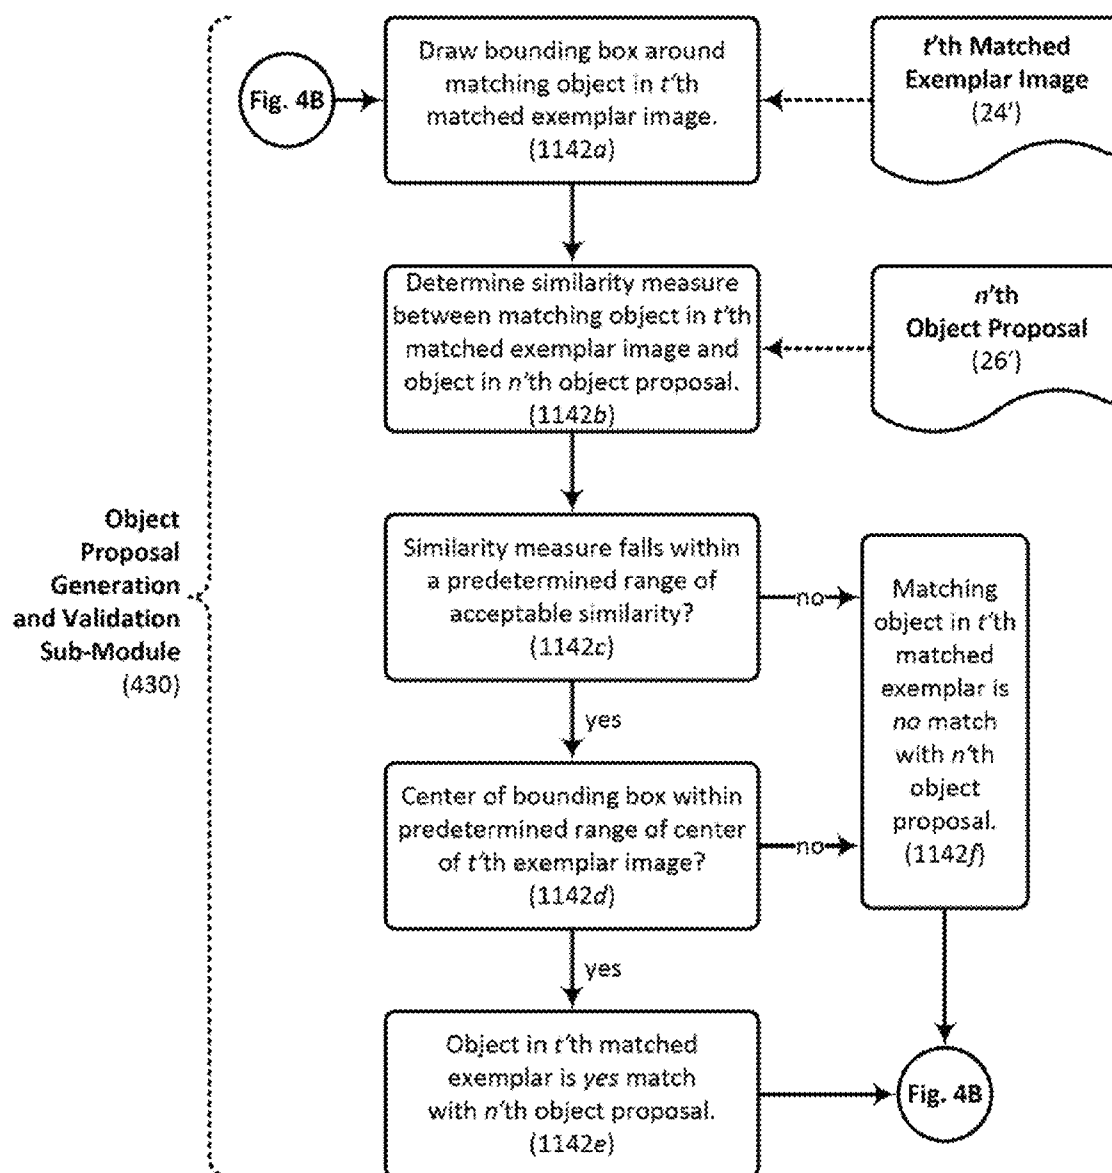 Fig. 4B
Draw bounding box around
matching object in t'th
matched exemplar image.
(1142a)
t'th Matched
Exemplar Image
(24')
Determine similarity measure
between matching object in t'th
matched exemplar image and
object in n'th object proposal.
(1142b)
n'th
Object Proposal
(26')
Object
Proposal
Generation
and Validation
Sub-Module
(430)
Similarity measure falls within
a predetermined range of
acceptable similarity?
(1142c)
no
Matching
object in t'th
matched
exemplar is
no match
with n'th
object
proposal.
(1142f)
yes
Center of bounding box within
predetermined range of center
of t'th exemplar image?
(1142d)
no
yes
Object in t'th matched
exemplar is yes match
with n'th object proposal.
(1142e)
Fig. 4B